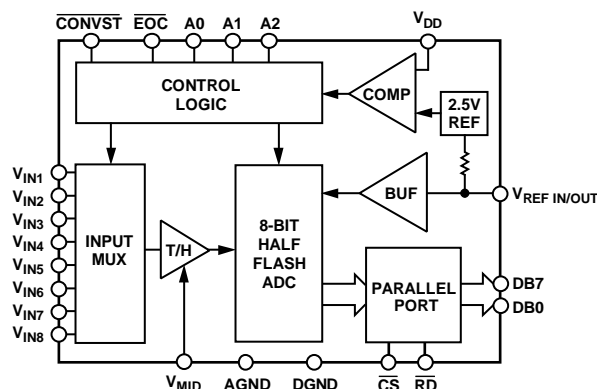 CONVST EOC A0 A1 A2
VDD
CONTROL
LOGIC
COMP
2.5V
REF
VIN1
VIN2
VIN3
VIN4
VIN5
VIN6
VIN7
VIN8
INPUT
MUX
T/H
8-BIT
HALF
FLASH
ADC
BUF
VREF IN/OUT
PARALLEL
PORT
DB7
DB0
VMID
AGND
DGND
CS
RD